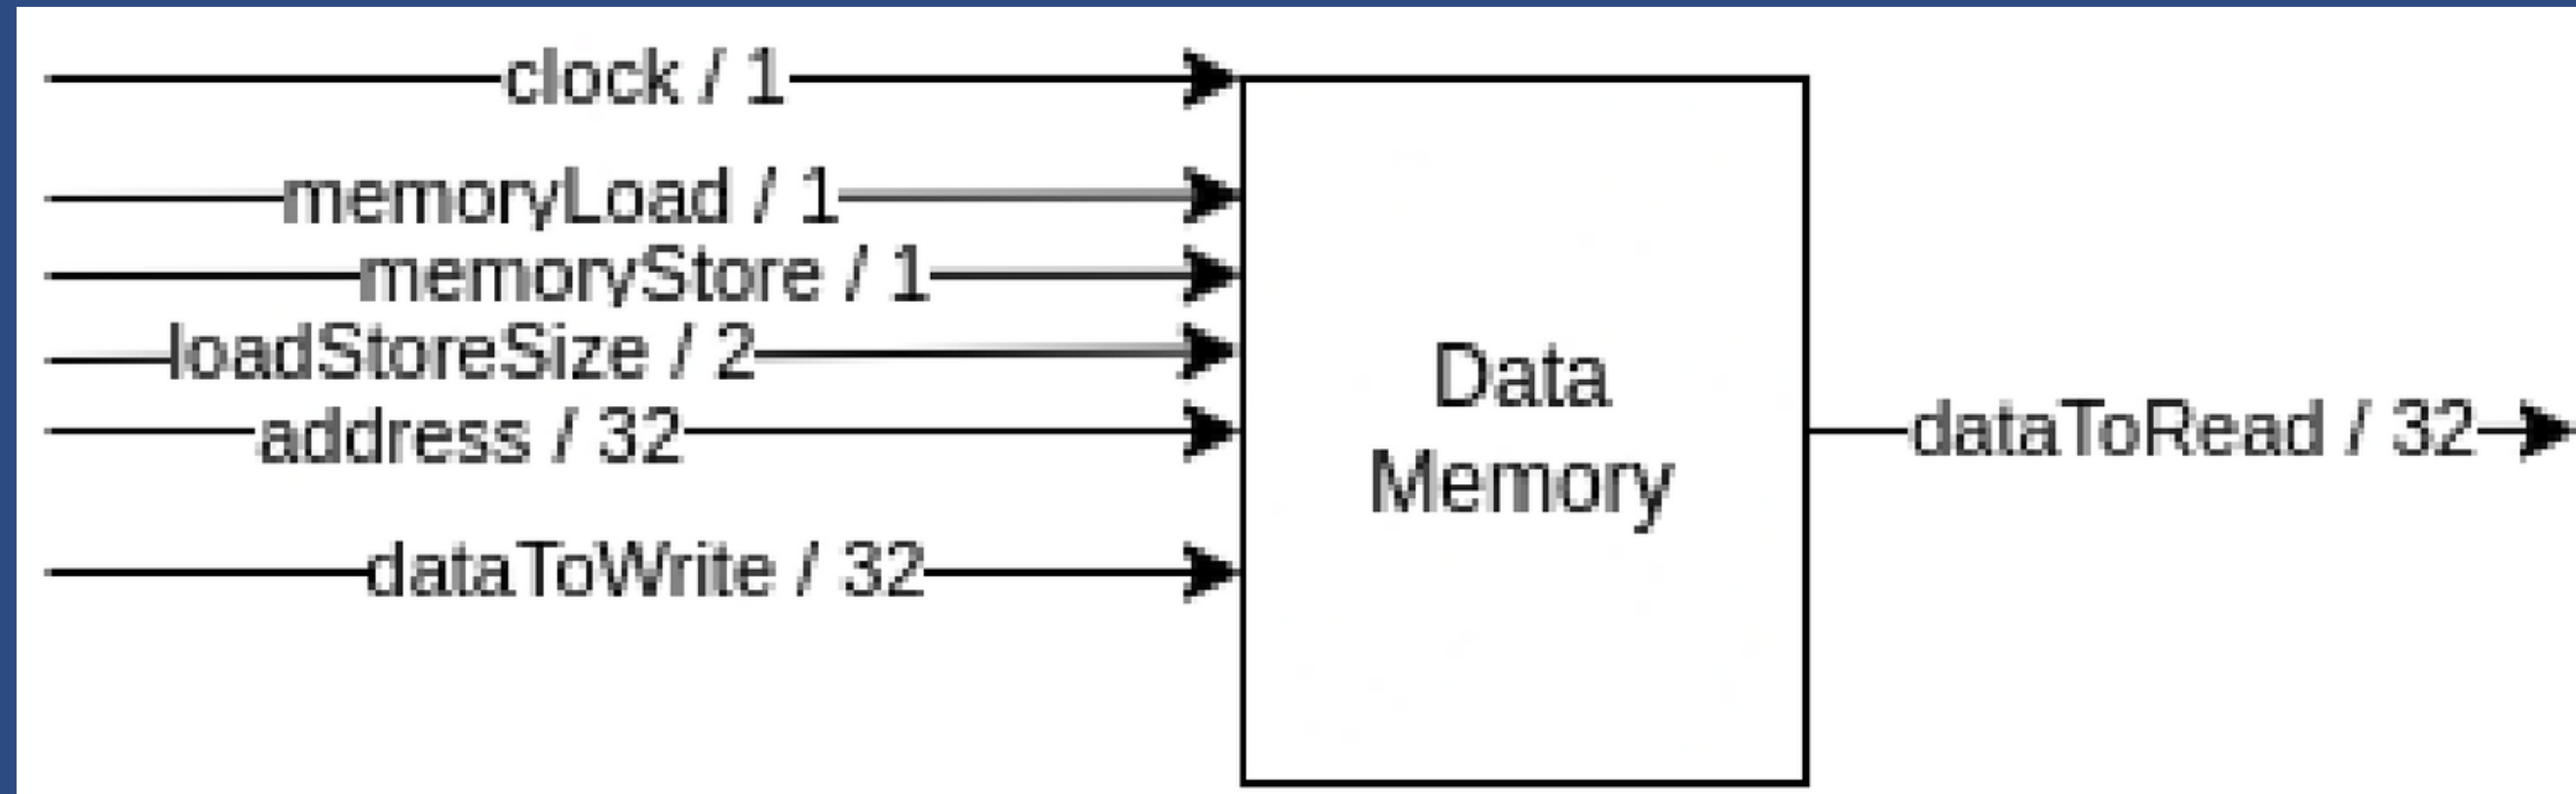 clock / 1
memoryLoad / 1
memoryStore / 1
loadStoreSize / 2
address / 32
dataToWrite / 32
Data
Memory
dataToRead / 32